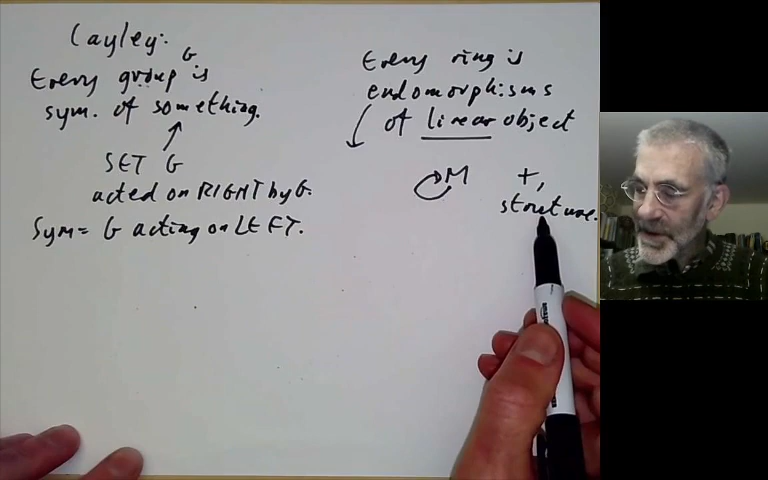 Cayley:
G
Every group is
sym. of something.
SET G
acted on RIGHT by G.
Sym = G acting on LEFT.
Every ring is
endomorphisms
of linear object
M +,
structure.